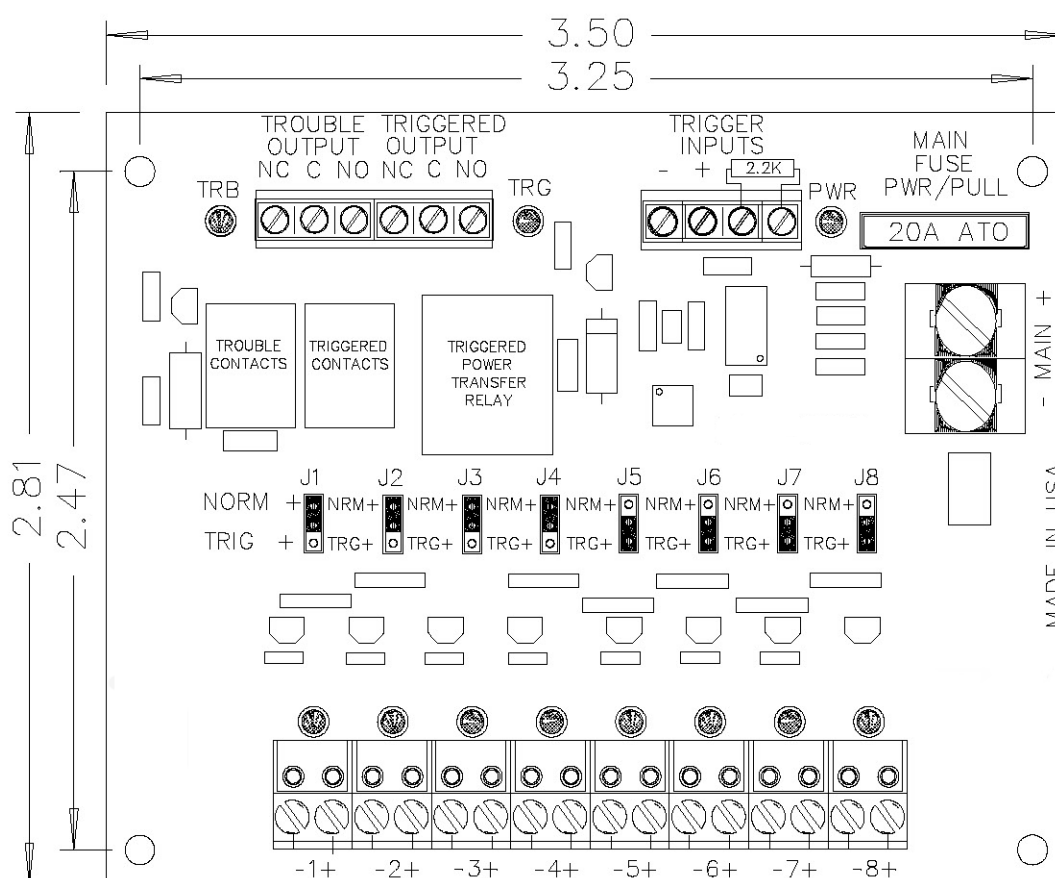 3.50
3.25
TROUBLE OUTPUT
NC C NO
TRIGGERED OUTPUT
NC C NO
TRIGGER INPUTS
- +
2.2K
MAIN FUSE
PWR/PULL
TRB
TRG
PWR
20A ATO
TROUBLE CONTACTS
TRIGGERED CONTACTS
TRIGGERED POWER TRANSFER RELAY
- MAIN +
2.81
2.47
J1 J2 J3 J4 J5 J6 J7 J8
NORM + NRM+ NRM+ NRM+ NRM+ NRM+ NRM+ NRM+
TRIG + TRG+ TRG+ TRG+ TRG+ TRG+ TRG+ TRG+
MADE IN USA
-1+ -2+ -3+ -4+ -5+ -6+ -7+ -8+